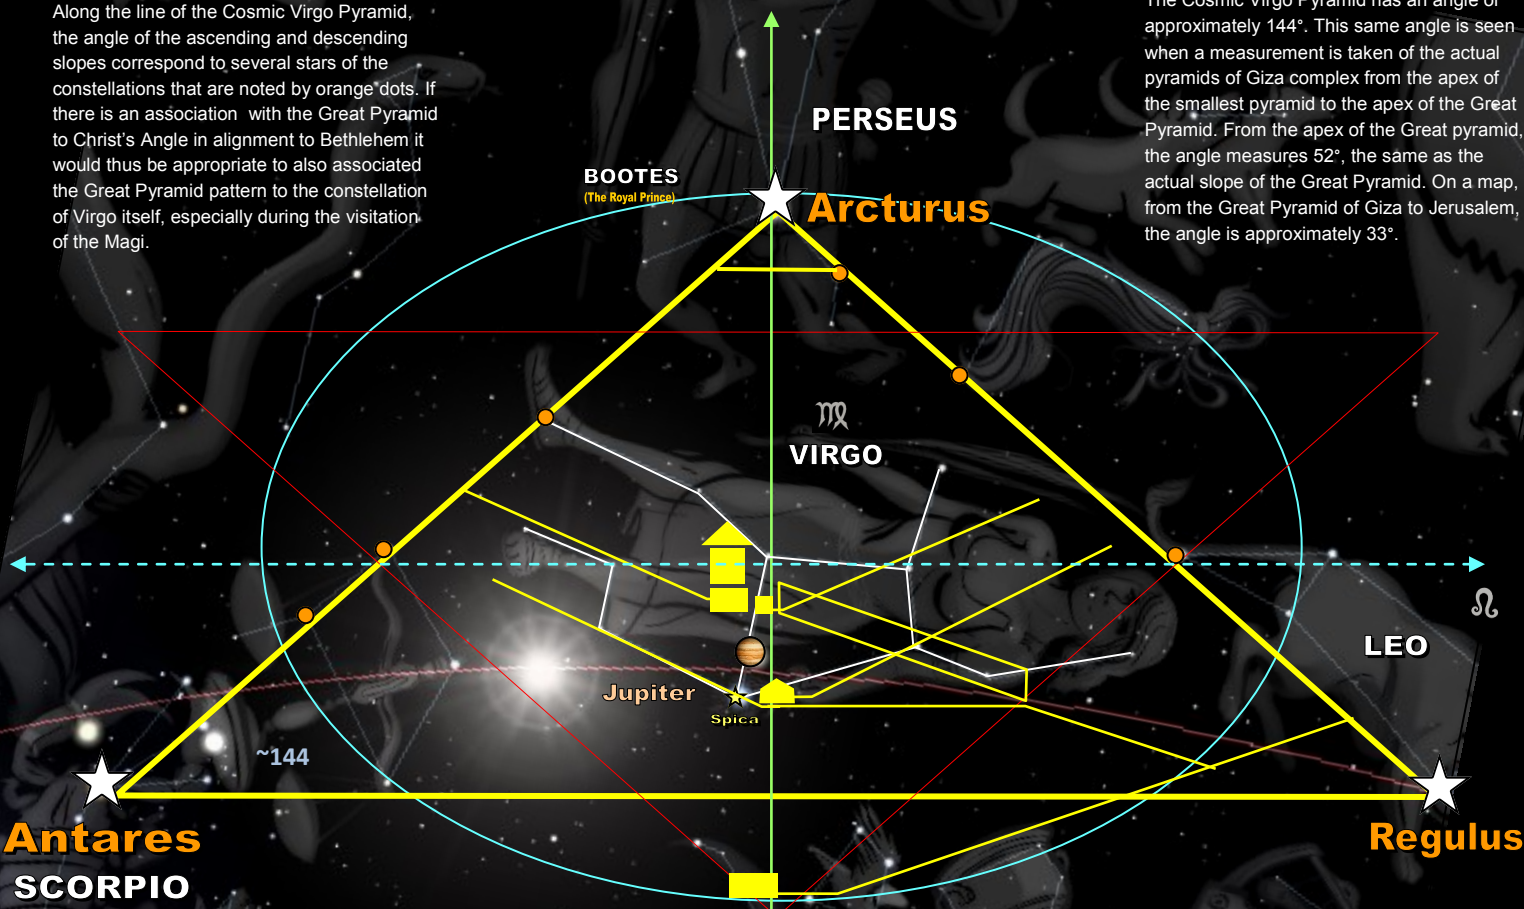 Along the line of the Cosmic Virgo Pyramid,
the angle of the ascending and descending
slopes correspond to several stars of the
constellations that are noted by orange dots. If
there is an association with the Great Pyramid
to Christ's Angle in alignment to Bethlehem it
would thus be appropriate to also associated
the Great Pyramid pattern to the constellation
of Virgo itself, especially during the visitation
of the Magi.
The Cosmic Virgo Pyramid has an angle of
approximately 144°. This same angle is seen
when a measurement is taken of the actual
pyramids of Giza complex from the apex of
the smallest pyramid to the apex of the Great
Pyramid. From the apex of the Great pyramid,
the angle measures 52°, the same as the
actual slope of the Great Pyramid. On a map,
from the Great Pyramid of Giza to Jerusalem,
the angle is approximately 33°.
PERSEUS
BOOTES
(The Royal Prince)
Arcturus
♍
VIRGO
♌
LEO
Jupiter
Spica
~144
Antares
SCORPIO
Regulus